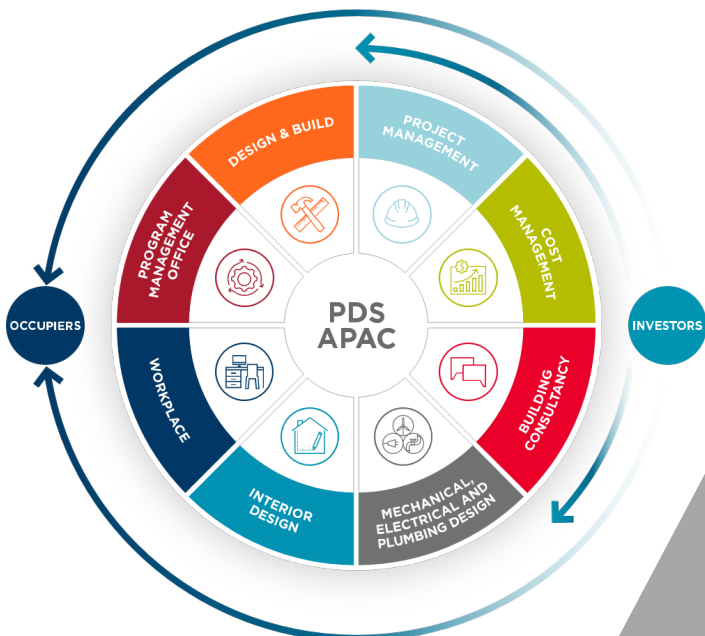 DESIGN & BUILD
PROJECT
MANAGEMENT
PROGRAM
MANAGEMENT
OFFICE
COST
MANAGEMENT
PDS
APAC
OCCUPIERS
INVESTORS
WORKPLACE
BUILDING
CONSULTANCY
INTERIOR
DESIGN
MECHANICAL,
ELECTRICAL AND
PLUMBING DESIGN